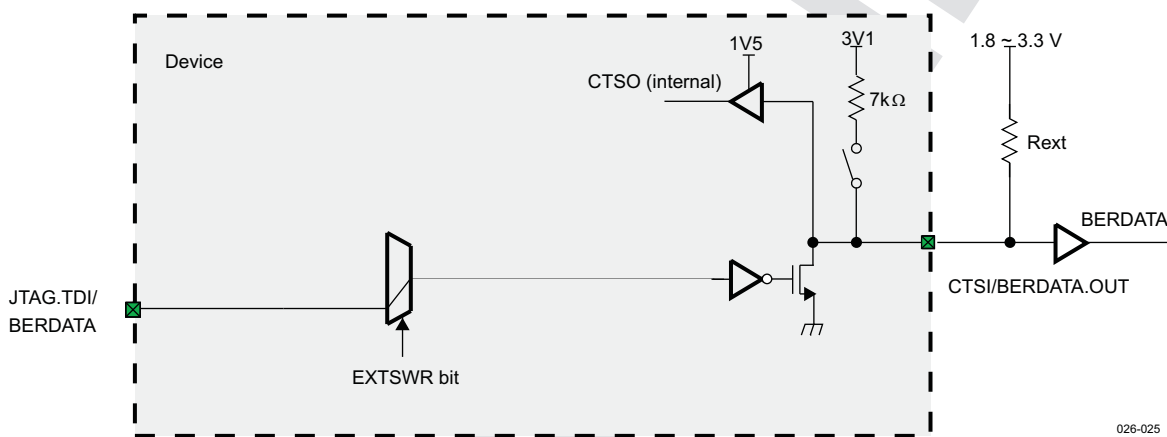 Device
1V5
3V1
1.8 ~ 3.3 V
CTSO (internal)
7kΩ
Rext
BERDATA
JTAG.TDI/
BERDATA
CTSI/BERDATA.OUT
EXTSWR bit
026-025